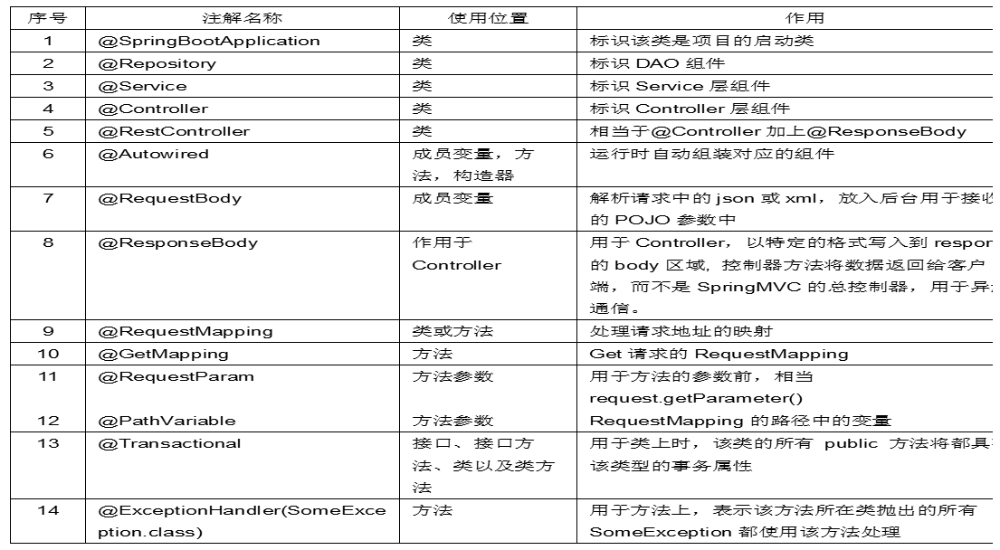 序号 注解名称 使用位置 作用
1 @SpringBootApplication 类 标识该类是项目的启动类
2 @Repository 类 标识 DAO 组件
3 @Service 类 标识 Service 层组件
4 @Controller 类 标识 Controller 层组件
5 @RestController 类 相当于@Controller 加上@ResponseBody
6 @Autowired 成员变量，方 运行时自动组装对应的组件
法，构造器
7 @RequestBody 成员变量 解析请求中的 json 或 xml，放入后台用于接收
的 POJO 参数中
8 @ResponseBody 作用于 用于 Controller，以特定的格式写入到 respon
Controller 的 body 区域, 控制器方法将数据返回给客户
端，而不是 SpringMVC 的总控制器，用于异
通信。
9 @RequestMapping 类或方法 处理请求地址的映射
10 @GetMapping 方法 Get 请求的 RequestMapping
11 @RequestParam 方法参数 用于方法的参数前，相当
request.getParameter()
12 @PathVariable 方法参数 RequestMapping 的路径中的变量
13 @Transactional 接口、接口方 用于类上时，该类的所有 public 方法将都具
法、类以及类方 该类型的事务属性
法
14 @ExceptionHandler(SomeExce 方法 用于方法上，表示该方法所在类抛出的所有
ption.class) SomeException 都使用该方法处理